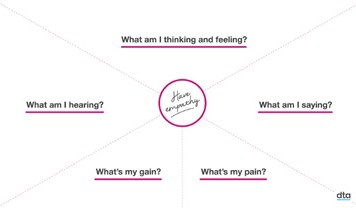 What am I thinking and feeling?
What am I hearing?
Have
empathy
What am I saying?
What's my gain?
What's my pain?
dta